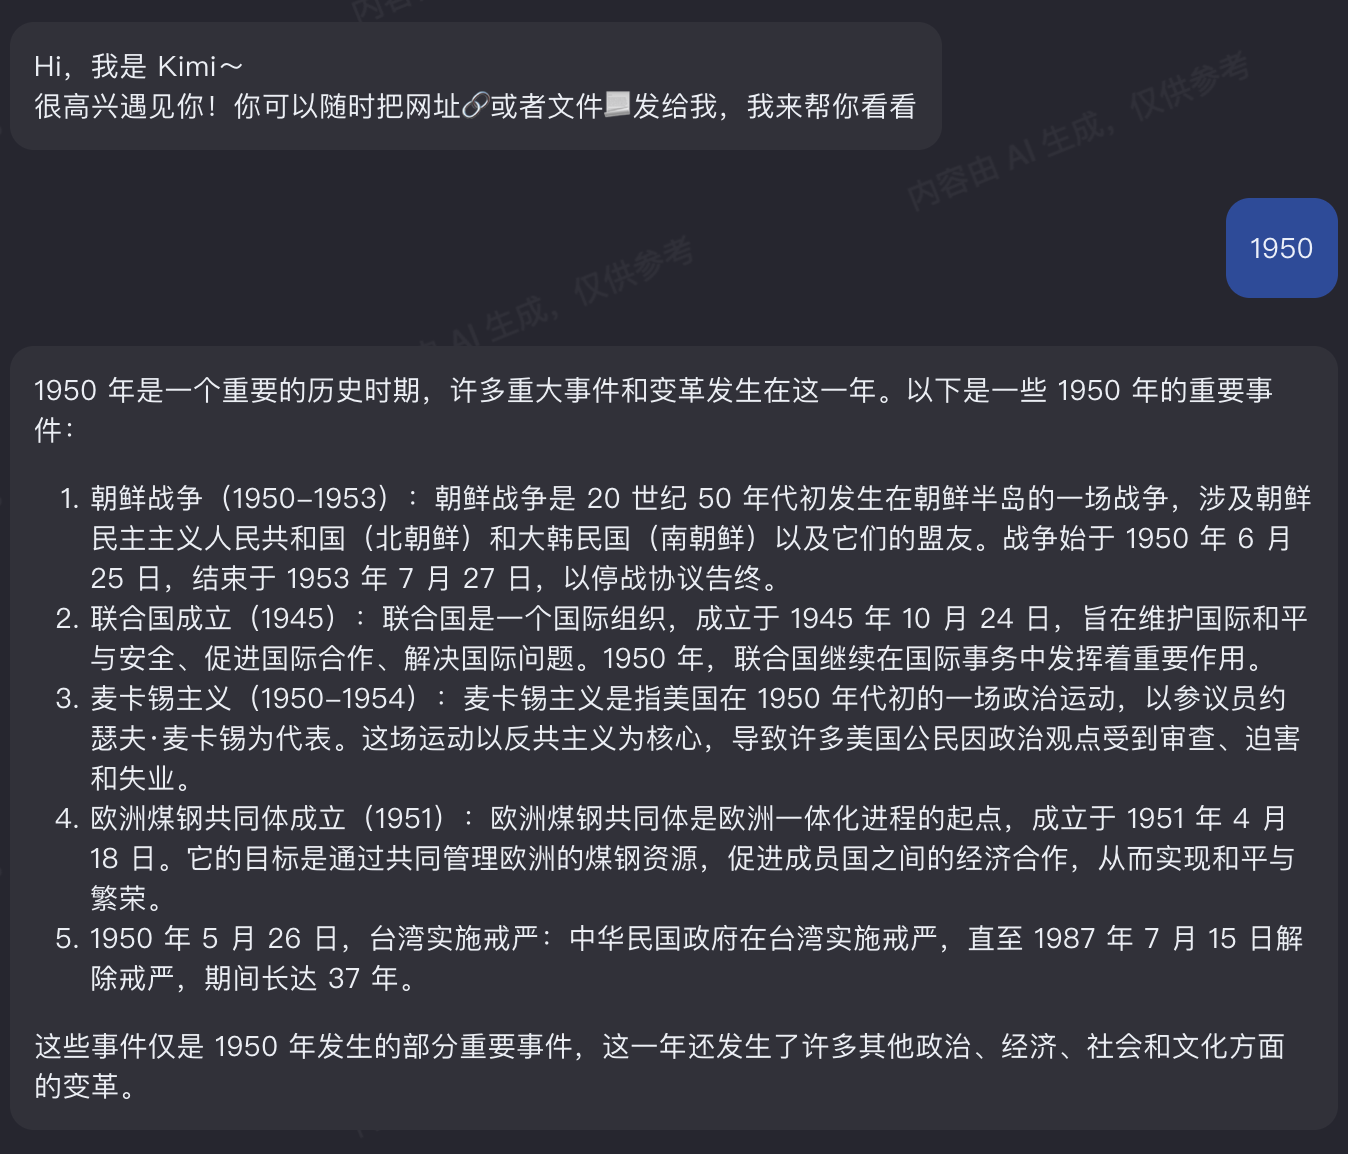 内容
Hi，我是 Kimi～
很高兴遇见你！你可以随时把网址🔗或者文件📃发给我，我来帮你看看
内容由 AI 生成，仅供参考
1950
由 AI 生成，仅供参考
1950 年是一个重要的历史时期，许多重大事件和变革发生在这一年。以下是一些 1950 年的重要事
件：
1. 朝鲜战争（1950–1953）：朝鲜战争是 20 世纪 50 年代初发生在朝鲜半岛的一场战争，涉及朝鲜
民主主义人民共和国（北朝鲜）和大韩民国（南朝鲜）以及它们的盟友。战争始于 1950 年 6 月
25 日，结束于 1953 年 7 月 27 日，以停战协议告终。
2. 联合国成立（1945）：联合国是一个国际组织，成立于 1945 年 10 月 24 日，旨在维护国际和平
与安全、促进国际合作、解决国际问题。1950 年，联合国继续在国际事务中发挥着重要作用。
3. 麦卡锡主义（1950–1954）：麦卡锡主义是指美国在 1950 年代初的一场政治运动，以参议员约
瑟夫·麦卡锡为代表。这场运动以反共主义为核心，导致许多美国公民因政治观点受到审查、迫害
和失业。
4. 欧洲煤钢共同体成立（1951）：欧洲煤钢共同体是欧洲一体化进程的起点，成立于 1951 年 4 月
18 日。它的目标是通过共同管理欧洲的煤钢资源，促进成员国之间的经济合作，从而实现和平与
繁荣。
5. 1950 年 5 月 26 日，台湾实施戒严：中华民国政府在台湾实施戒严，直至 1987 年 7 月 15 日解
除戒严，期间长达 37 年。
这些事件仅是 1950 年发生的部分重要事件，这一年还发生了许多其他政治、经济、社会和文化方面
的变革。